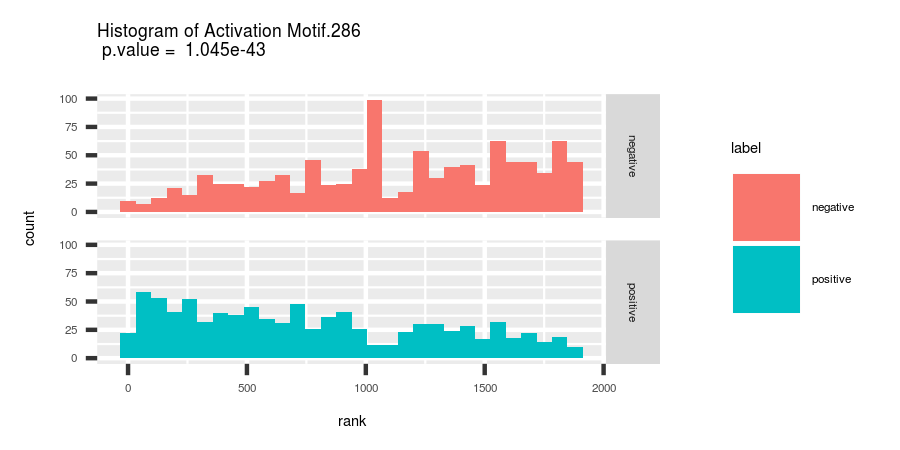 Histogram of Activation Motif.286
p.value = 1.045e-43
count
100
75
50
25
0
negative
100
75
50
25
0
positive
0 500 1000 1500 2000
rank
label
negative
positive